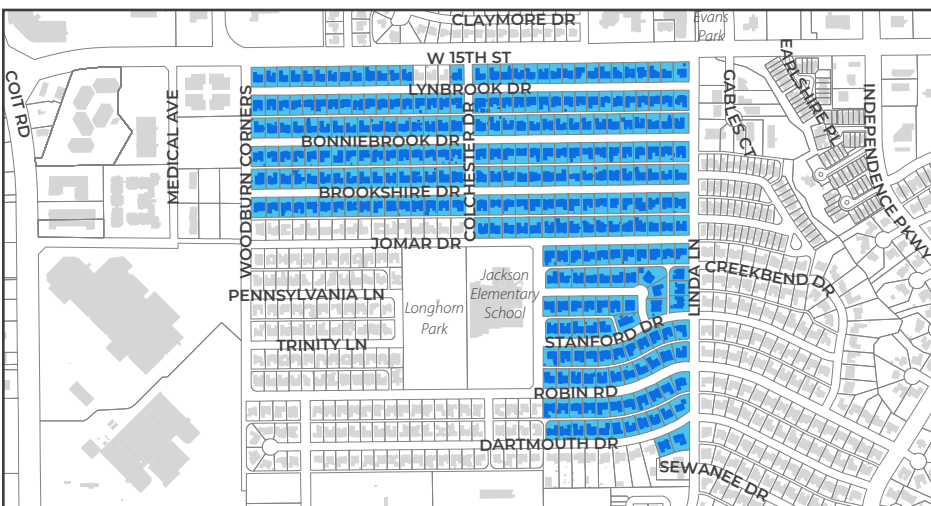 CLAYMORE DR
Evans
Park
W 15TH ST
EARLSHIRE PL
COIT RD
LYNBROOK DR
GABLES CT
MEDICAL AVE
WOODBURN CORNERS
INDEPENDENCE PKWY
COLCHESTER DR
BONNIEBROOK DR
BROOKSHIRE DR
JOMAR DR
LINDA LN
CREEKBEND DR
Jackson
Elementary
School
PENNSYLVANIA LN
Longhorn
Park
STANFORD DR
TRINITY LN
ROBIN RD
DARTMOUTH DR
SEWANEE DR